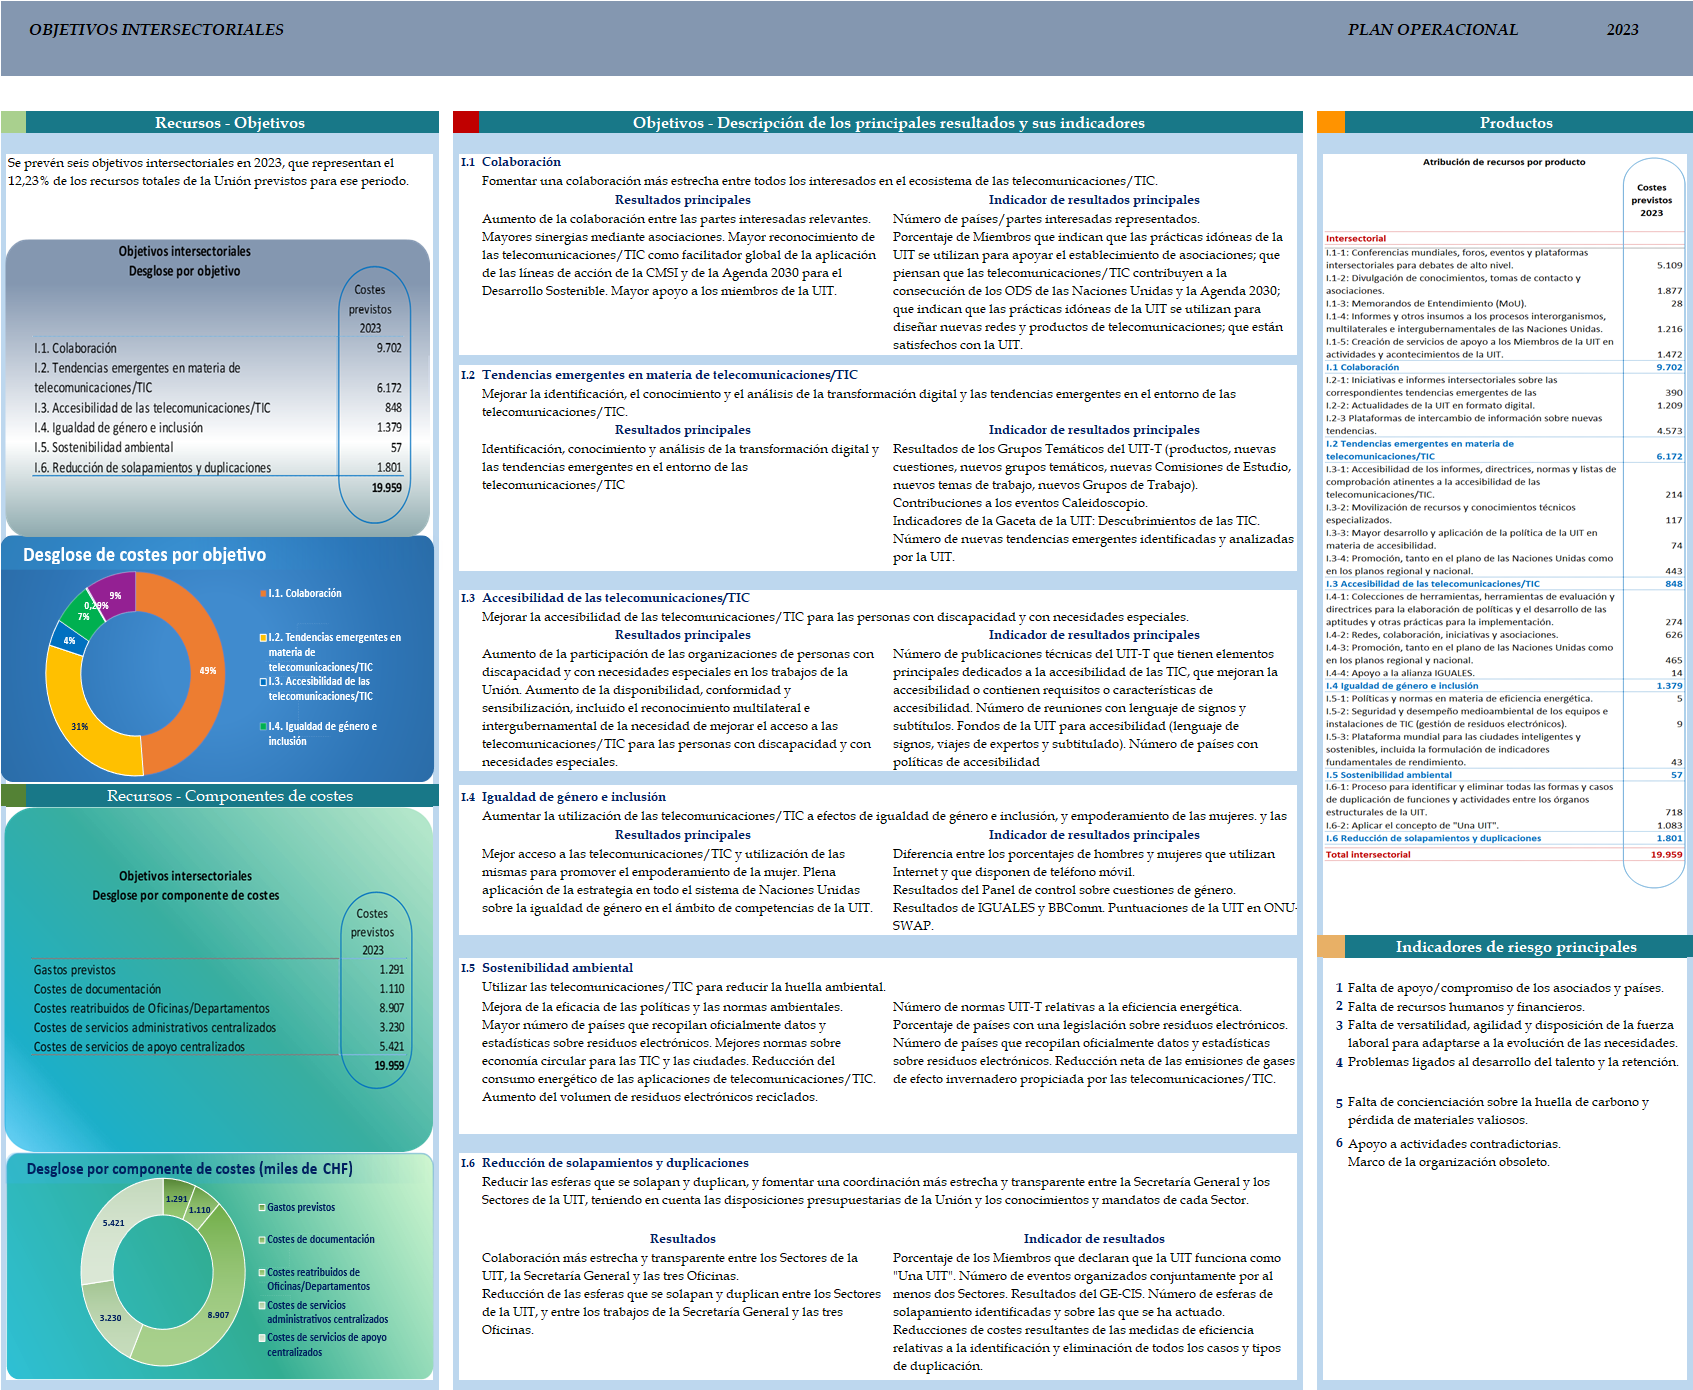 OBJETIVOS INTERSECTORIALES
PLAN OPERACIONAL 2023
Recursos - Objetivos
Se prevén seis objetivos intersectoriales en 2023, que representan el
12,23% de los recursos totales de la Unión previstos para ese periodo.
Objetivos intersectoriales
Desglose por objetivo
Costes
previstos
2023
I.1. Colaboración 9.702
I.2. Tendencias emergentes en materia de
telecomunicaciones/TIC 6.172
I.3. Accesibilidad de las telecomunicaciones/TIC 848
I.4. Igualdad de género e inclusión 1.379
I.5. Sostenibilidad ambiental 57
I.6. Reducción de solapamientos y duplicaciones 1.801
19.959
Desglose de costes por objetivo
9%
0,29%
7%
4%
49%
31%
I.1. Colaboración
I.2. Tendencias emergentes en
materia de
telecomunicaciones/TIC
I.3. Accesibilidad de las
telecomunicaciones/TIC
I.4. Igualdad de género e
inclusión
Recursos - Componentes de costes
Objetivos intersectoriales
Desglose por componente de costes
Costes
previstos
2023
Gastos previstos 1.291
Costes de documentación 1.110
Costes reatribuidos de Oficinas/Departamentos 8.907
Costes de servicios administrativos centralizados 3.230
Costes de servicios de apoyo centralizados 5.421
19.959
Desglose por componente de costes (miles de CHF)
1.291
1.110
5.421
3.230
8.907
Gastos previstos
Costes de documentación
Costes reatribuidos de
Oficinas/Departamentos
Costes de servicios
administrativos centralizados
Costes de servicios de apoyo
centralizados
Objetivos - Descripción de los principales resultados y sus indicadores
I.1 Colaboración
Fomentar una colaboración más estrecha entre todos los interesados en el ecosistema de las telecomunicaciones/TIC.
Resultados principales
Aumento de la colaboración entre las partes interesadas relevantes.
Mayores sinergias mediante asociaciones. Mayor reconocimiento de
las telecomunicaciones/TIC como facilitador global de la aplicación
de las líneas de acción de la CMSI y de la Agenda 2030 para el
Desarrollo Sostenible. Mayor apoyo a los miembros de la UIT.
Indicador de resultados principales
Número de países/partes interesadas representados.
Porcentaje de Miembros que indican que las prácticas idóneas de la
UIT se utilizan para apoyar el establecimiento de asociaciones; que
piensan que las telecomunicaciones/TIC contribuyen a la
consecución de los ODS de las Naciones Unidas y la Agenda 2030;
que indican que las prácticas idóneas de la UIT se utilizan para
diseñar nuevas redes y productos de telecomunicaciones; que están
satisfechos con la UIT.
I.2 Tendencias emergentes en materia de telecomunicaciones/TIC
Mejorar la identificación, el conocimiento y el análisis de la transformación digital y las tendencias emergentes en el entorno de las
telecomunicaciones/TIC.
Resultados principales
Identificación, conocimiento y análisis de la transformación digital y
las tendencias emergentes en el entorno de las
telecomunicaciones/TIC
Indicador de resultados principales
Resultados de los Grupos Temáticos del UIT-T (productos, nuevas
cuestiones, nuevos grupos temáticos, nuevas Comisiones de Estudio,
nuevos temas de trabajo, nuevos Grupos de Trabajo).
Contribuciones a los eventos Caleidoscopio.
Indicadores de la Gaceta de la UIT: Descubrimientos de las TIC.
Número de nuevas tendencias emergentes identificadas y analizadas
por la UIT.
I.3 Accesibilidad de las telecomunicaciones/TIC
Mejorar la accesibilidad de las telecomunicaciones/TIC para las personas con discapacidad y con necesidades especiales.
Resultados principales
Aumento de la participación de las organizaciones de personas con
discapacidad y con necesidades especiales en los trabajos de la
Unión. Aumento de la disponibilidad, conformidad y
sensibilización, incluido el reconocimiento multilateral e
intergubernamental de la necesidad de mejorar el acceso a las
telecomunicaciones/TIC para las personas con discapacidad y con
necesidades especiales.
Indicador de resultados principales
Número de publicaciones técnicas del UIT-T que tienen elementos
principales dedicados a la accesibilidad de las TIC, que mejoran la
accesibilidad o contienen requisitos o características de
accesibilidad. Número de reuniones con lenguaje de signos y
subtítulos. Fondos de la UIT para accesibilidad (lenguaje de
signos, viajes de expertos y subtitulado). Número de países con
políticas de accesibilidad
I.4 Igualdad de género e inclusión
Aumentar la utilización de las telecomunicaciones/TIC a efectos de igualdad de género e inclusión, y empoderamiento de las mujeres. y las
Resultados principales
Mejor acceso a las telecomunicaciones/TIC y utilización de las
mismas para promover el empoderamiento de la mujer. Plena
aplicación de la estrategia en todo el sistema de Naciones Unidas
sobre la igualdad de género en el ámbito de competencias de la UIT.
Indicador de resultados principales
Diferencia entre los porcentajes de hombres y mujeres que utilizan
Internet y que disponen de teléfono móvil.
Resultados del Panel de control sobre cuestiones de género.
Resultados de IGUALES y BBComm. Puntuaciones de la UIT en ONU-
SWAP.
I.5 Sostenibilidad ambiental
Utilizar las telecomunicaciones/TIC para reducir la huella ambiental.
Mejora de la eficacia de las políticas y las normas ambientales.
Mayor número de países que recopilan oficialmente datos y
estadísticas sobre residuos electrónicos. Mejores normas sobre
economía circular para las TIC y las ciudades. Reducción del
consumo energético de las aplicaciones de telecomunicaciones/TIC.
Aumento del volumen de residuos electrónicos reciclados.
Número de normas UIT-T relativas a la eficiencia energética.
Porcentaje de países con una legislación sobre residuos electrónicos.
Número de países que recopilan oficialmente datos y estadísticas
sobre residuos electrónicos. Reducción neta de las emisiones de gases
de efecto invernadero propiciada por las telecomunicaciones/TIC.
I.6 Reducción de solapamientos y duplicaciones
Reducir las esferas que se solapan y duplican, y fomentar una coordinación más estrecha y transparente entre la Secretaría General y los
Sectores de la UIT, teniendo en cuenta las disposiciones presupuestarias de la Unión y los conocimientos y mandatos de cada Sector.
Resultados
Colaboración más estrecha y transparente entre los Sectores de la
UIT, la Secretaría General y las tres Oficinas.
Reducción de las esferas que se solapan y duplican entre los Sectores
de la UIT, y entre los trabajos de la Secretaría General y las tres
Oficinas.
Indicador de resultados
Porcentaje de los Miembros que declaran que la UIT funciona como
"Una UIT". Número de eventos organizados conjuntamente por al
menos dos Sectores. Resultados del GE-CIS. Número de esferas de
solapamiento identificadas y sobre las que se ha actuado.
Reducciones de costes resultantes de las medidas de eficiencia
relativas a la identificación y eliminación de todos los casos y tipos
de duplicación.
Productos
Atribución de recursos por producto
Costes
previstos
2023
Intersectorial
I.1-1: Conferencias mundiales, foros, eventos y plataformas
intersectoriales para debates de alto nivel. 5.109
I.1-2: Divulgación de conocimientos, tomas de contacto y
asociaciones. 1.877
I.1-3: Memorandos de Entendimiento (MoU). 28
I.1-4: Informes y otros insumos a los procesos interorganismos,
multilaterales e intergubernamentales de las Naciones Unidas. 1.216
I.1-5: Creación de servicios de apoyo a los Miembros de la UIT en
actividades y acontecimientos de la UIT. 1.472
I.1 Colaboración 9.702
I.2-1: Iniciativas e informes intersectoriales sobre las
correspondientes tendencias emergentes de las 390
I.2-2: Actualidades de la UIT en formato digital. 1.209
I.2-3 Plataformas de intercambio de información sobre nuevas
tendencias. 4.573
I.2 Tendencias emergentes en materia de
telecomunicaciones/TIC 6.172
I.3-1: Accesibilidad de los informes, directrices, normas y listas de
comprobación atinentes a la accesibilidad de las
telecomunicaciones/TIC. 214
I.3-2: Movilización de recursos y conocimientos técnicos
especializados. 117
I.3-3: Mayor desarrollo y aplicación de la política de la UIT en
materia de accesibilidad. 74
I.3-4: Promoción, tanto en el plano de las Naciones Unidas como
en los planos regional y nacional. 443
I.3 Accesibilidad de las telecomunicaciones/TIC 848
I.4-1: Colecciones de herramientas, herramientas de evaluación y
directrices para la elaboración de políticas y el desarrollo de las
aptitudes y otras prácticas para la implementación. 274
I.4-2: Redes, colaboración, iniciativas y asociaciones. 626
I.4-3: Promoción, tanto en el plano de las Naciones Unidas como
en los planos regional y nacional. 465
I.4-4: Apoyo a la alianza IGUALES. 14
I.4 Igualdad de género e inclusión 1.379
I.5-1: Políticas y normas en materia de eficiencia energética. 5
I.5-2: Seguridad y desempeño medioambiental de los equipos e
instalaciones de TIC (gestión de residuos electrónicos). 9
I.5-3: Plataforma mundial para las ciudades inteligentes y
sostenibles, incluida la formulación de indicadores
fundamentales de rendimiento. 43
I.5 Sostenibilidad ambiental 57
I.6-1: Proceso para identificar y eliminar todas las formas y casos
de duplicación de funciones y actividades entre los órganos
estructurales de la UIT. 718
I.6-2: Aplicar el concepto de "Una UIT". 1.083
I.6 Reducción de solapamientos y duplicaciones 1.801
Total intersectorial 19.959
Indicadores de riesgo principales
1 Falta de apoyo/compromiso de los asociados y países.
2 Falta de recursos humanos y financieros.
3 Falta de versatilidad, agilidad y disposición de la fuerza
laboral para adaptarse a la evolución de las necesidades.
4 Problemas ligados al desarrollo del talento y la retención.
5 Falta de concienciación sobre la huella de carbono y
pérdida de materiales valiosos.
6 Apoyo a actividades contradictorias.
Marco de la organización obsoleto.